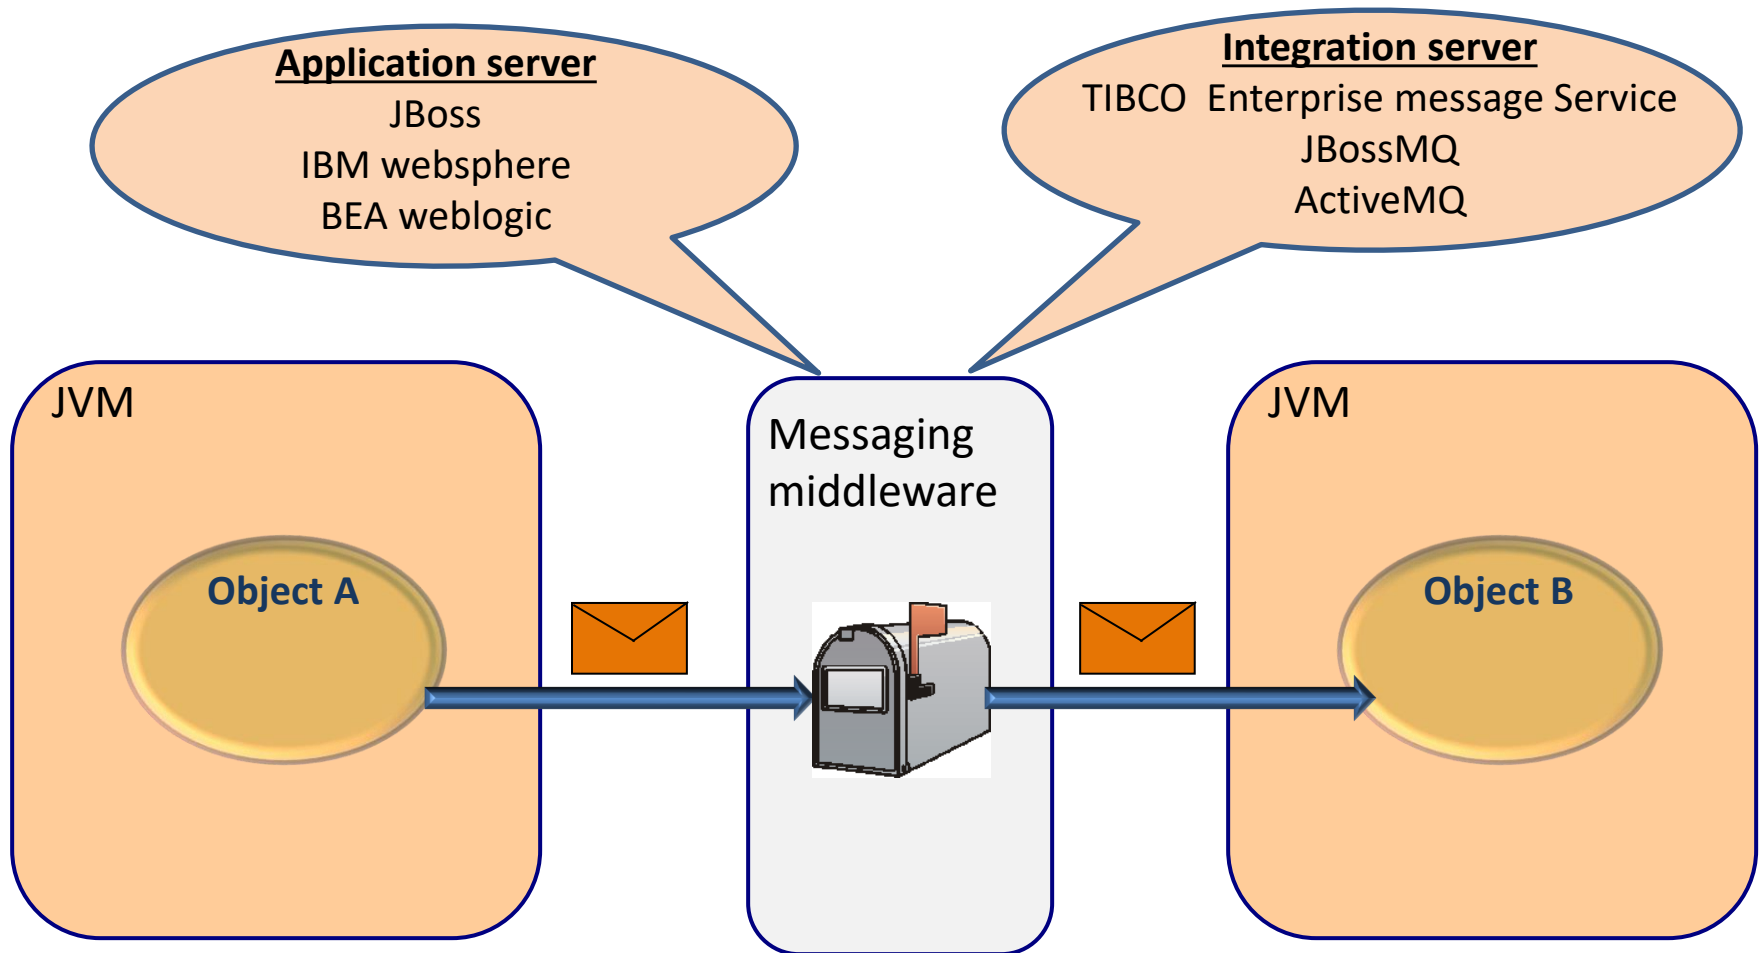 Application server
JBoss
IBM websphere
BEA weblogic
Integration server
TIBCO  Enterprise message Service
JBossMQ
ActiveMQ
JVM
Object A
Messaging
middleware
JVM
Object B